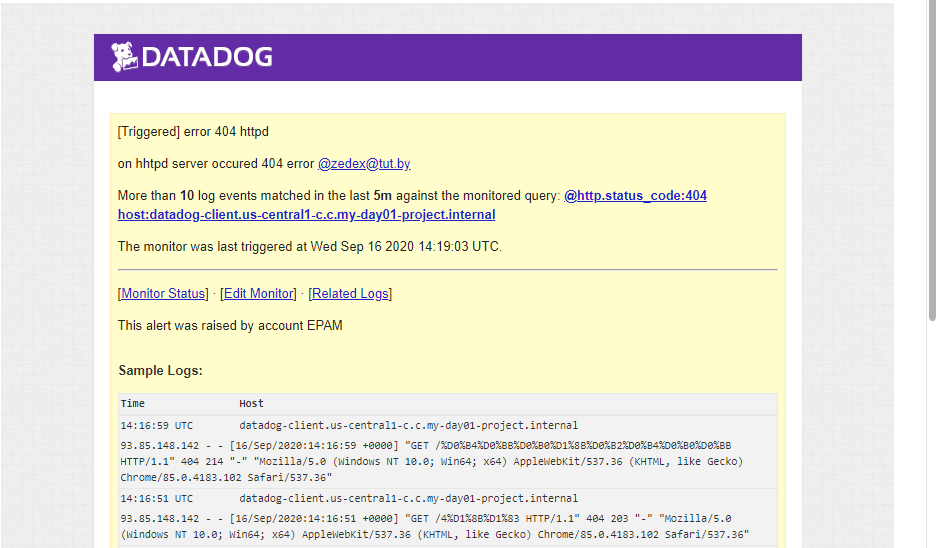 DATADOG
[Triggered] error 404 httpd
on hhtpd server occured 404 error @zedex@tut.by
More than 10 log events matched in the last 5m against the monitored query: @http.status_code:404
host:datadog-client.us-central1-c.c.my-day01-project.internal
The monitor was last triggered at Wed Sep 16 2020 14:19:03 UTC.
[Monitor Status] · [Edit Monitor] · [Related Logs]
This alert was raised by account EPAM
Sample Logs:
Time Host
14:16:59 UTC datadog-client.us-central1-c.c.my-day01-project.internal
93.85.148.142 - - [16/Sep/2020:14:16:59 +0000] "GET /%D0%B4%D0%BB%D0%B0%D1%8B%D0%B2%D0%B4%D0%B0%D0%BB
HTTP/1.1" 404 214 "-" "Mozilla/5.0 (Windows NT 10.0; Win64; x64) AppleWebKit/537.36 (KHTML, like Gecko)
Chrome/85.0.4183.102 Safari/537.36"
14:16:51 UTC datadog-client.us-central1-c.c.my-day01-project.internal
93.85.148.142 - - [16/Sep/2020:14:16:51 +0000] "GET /4%D1%8B%D1%83 HTTP/1.1" 404 203 "-" "Mozilla/5.0
(Windows NT 10.0; Win64; x64) AppleWebKit/537.36 (KHTML, like Gecko) Chrome/85.0.4183.102 Safari/537.36"